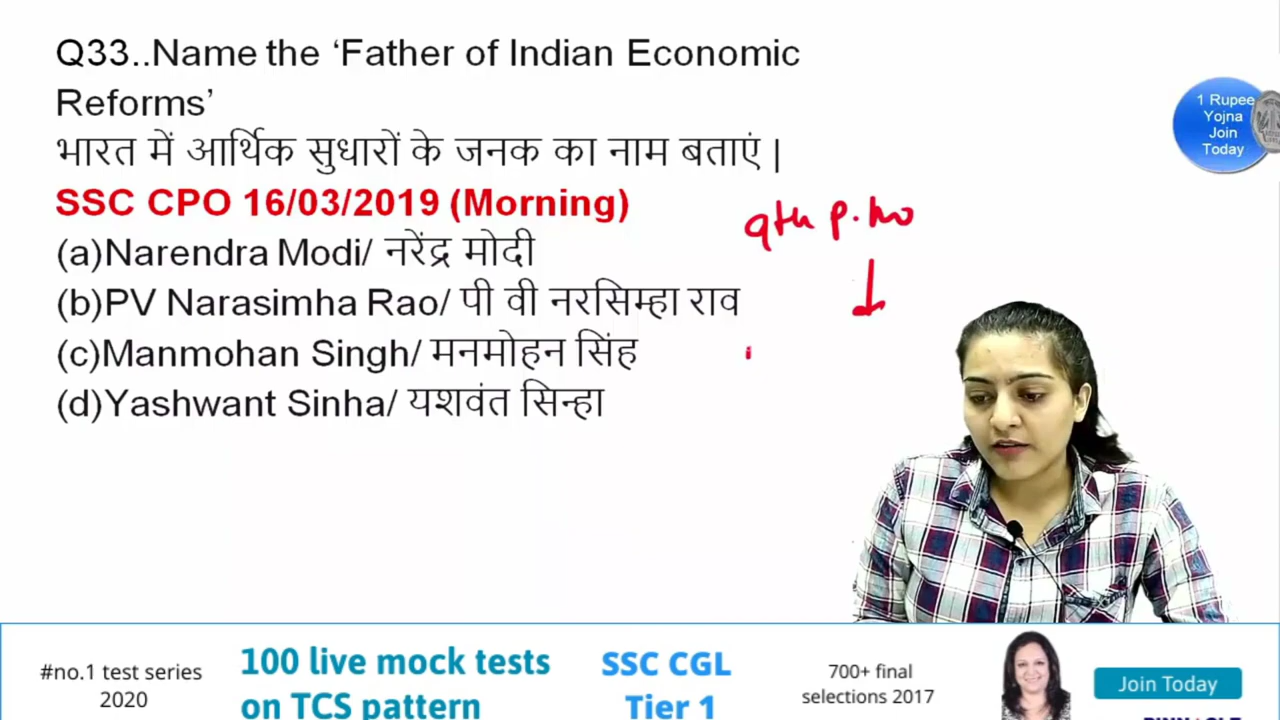 Q33..Name the ‘Father of Indian Economic
Reforms’
भारत में आर्थिक सुधारों के जनक का नाम बताएं |
SSC CPO 16/03/2019 (Morning)
(a)Narendra Modi/ नरेंद्र मोदी
(b)PV Narasimha Rao/ पी वी नरसिम्हा राव
(c)Manmohan Singh/ मनमोहन सिंह
(d)Yashwant Sinha/ यशवंत सिन्हा
9th P.
1 Rupee
Yojna
Join
Today
#no.1 test series
2020
100 live mock tests
on TCS pattern
SSC CGL
Tier 1
700+ final
selections 2017
Join Today